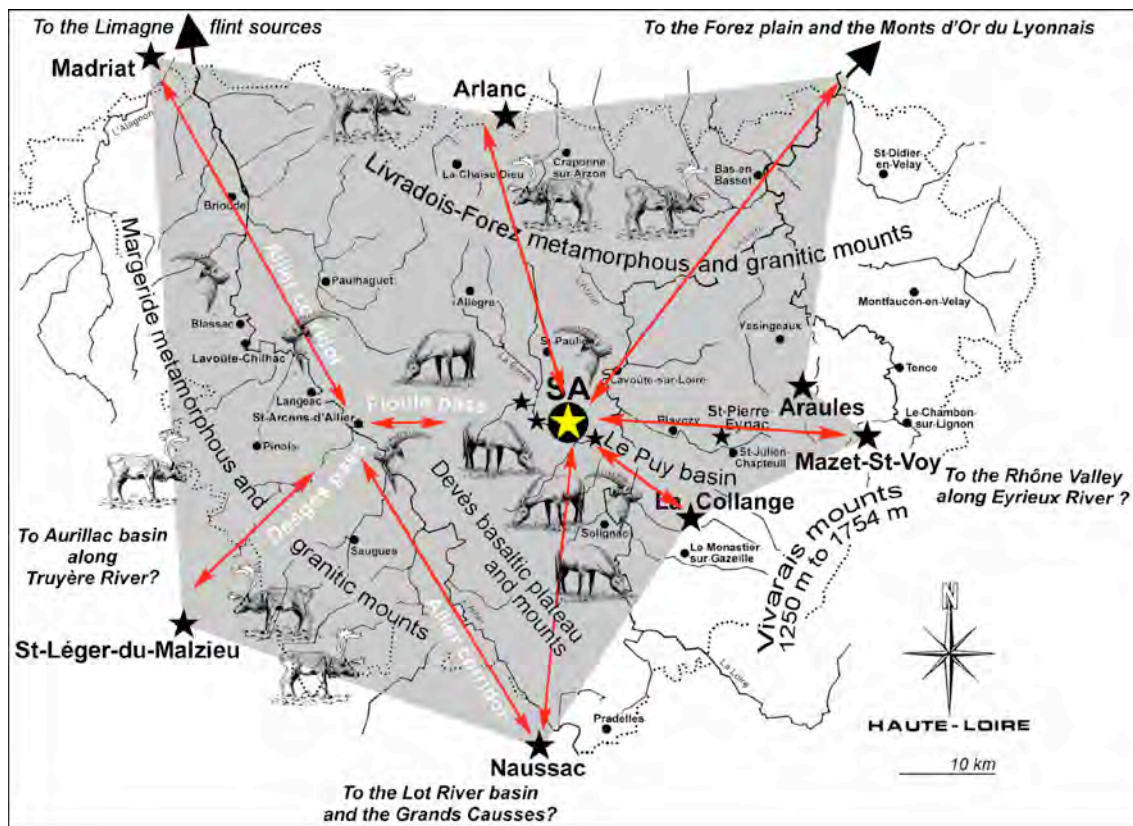 To the Limagne flint sources
To the Forez plain and the Monts d'Or du Lyonnais
Madriat
Arlanc
L'Alagnon
La Chaise Dieu
Craponne
sur-Arzon
Bas-en
Basset
St-Didier
en-Velay
Brioude
Livradois-Forez metamorphous and granitic mounts
Margeride metamorphous and
granitic mounts
Allier corridor
Paulhaguet
Allègre
Montfaucon-en-Velay
Blassac
Lavoûte-Chilhac
St-Paulien
Yssingeaux
Lavoûte-sur-Loire
Tence
Langeac
St-Arcons-d'Allier
Fioule pass
SA
Araules
Blavozy
St-Pierre-
Eynac
Le-Chambon
sur-Lignon
Pinols
St-Julien-
Chapteuil
Mazet-St-Voy
Le Puy basin
Desges pass
Devès basaltic plateau
and mounts
La Collange
To the Rhône Valley
along Eyrieux River ?
Solignac
To Aurillac basin
along
Truyère River?
Saugues
Le Monastier
sur-Gazeille
Vivarais mounts
1250 m to 1754 m
St-Léger-du-Malzieu
Allier corridor
La Loire
N
Pradelles
HAUTE-LOIRE
Naussac
10 km
To the Lot River basin
and the Grands Causses?